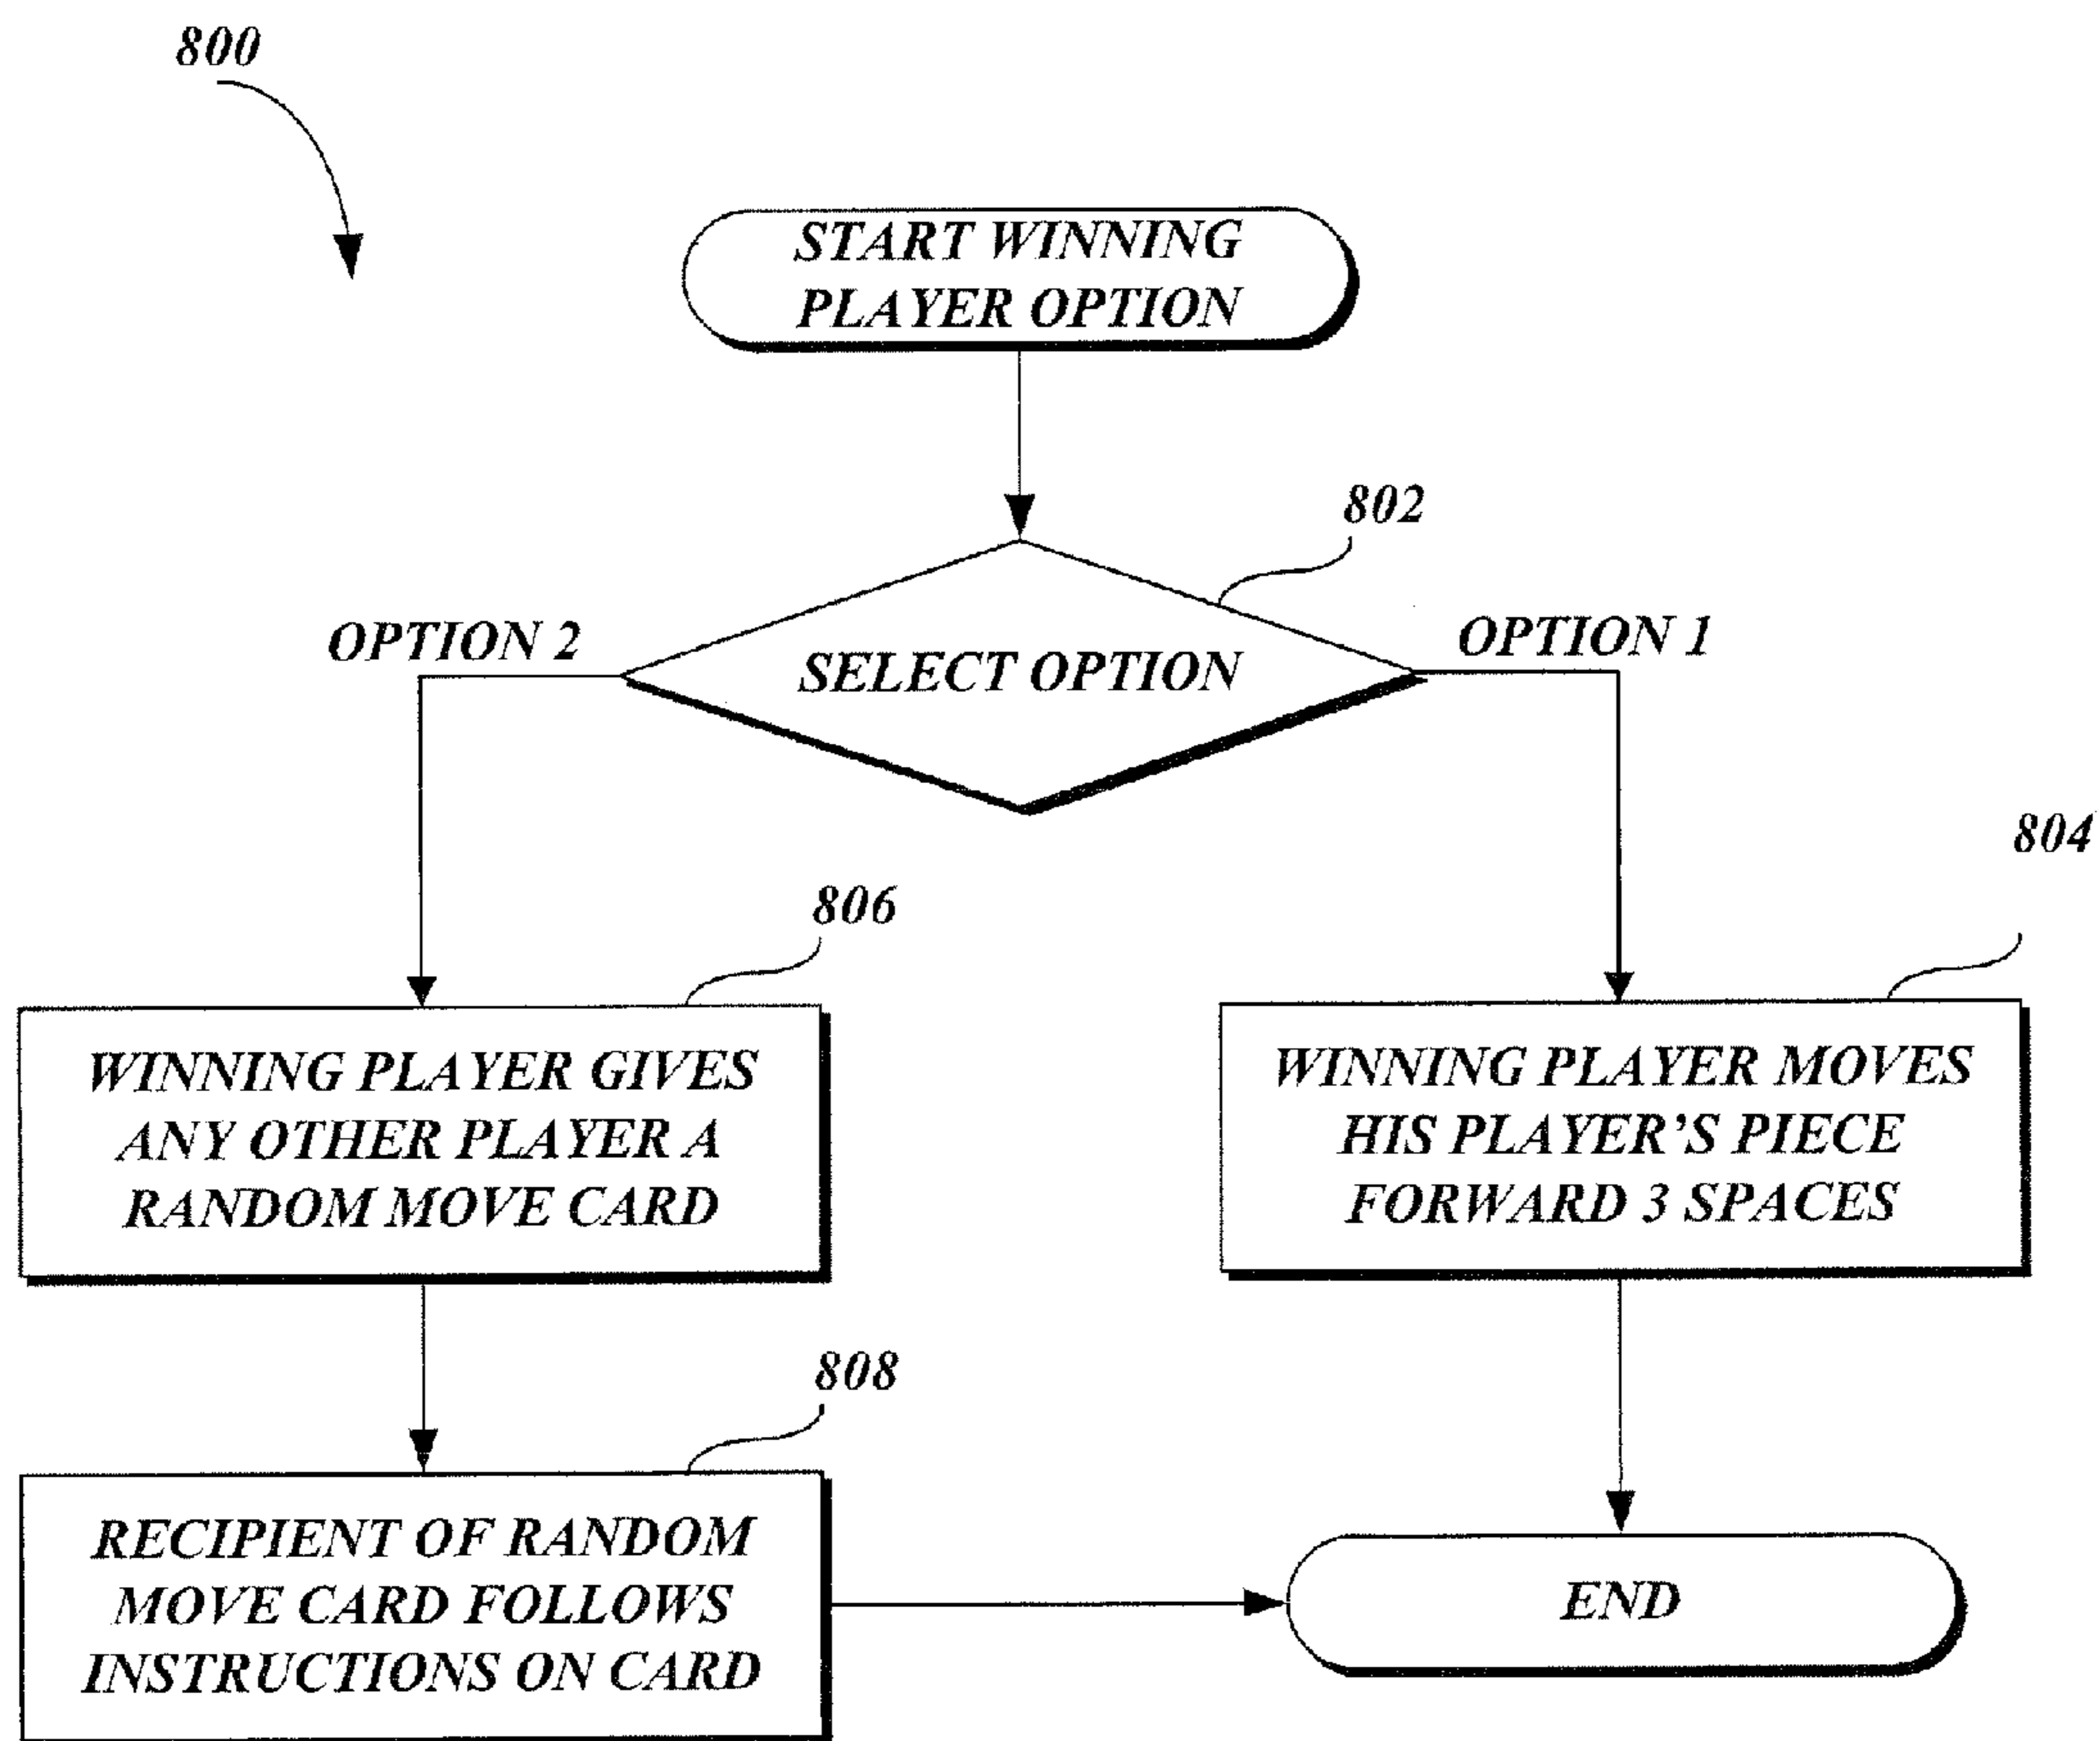 800
START WINNING
PLAYER OPTION
802
OPTION 2
SELECT OPTION
OPTION 1
804
806
WINNING PLAYER GIVES
ANY OTHER PLAYER A
RANDOM MOVE CARD
WINNING PLAYER MOVES
HIS PLAYER'S PIECE
FORWARD 3 SPACES
808
RECIPIENT OF RANDOM
MOVE CARD FOLLOWS
INSTRUCTIONS ON CARD
END